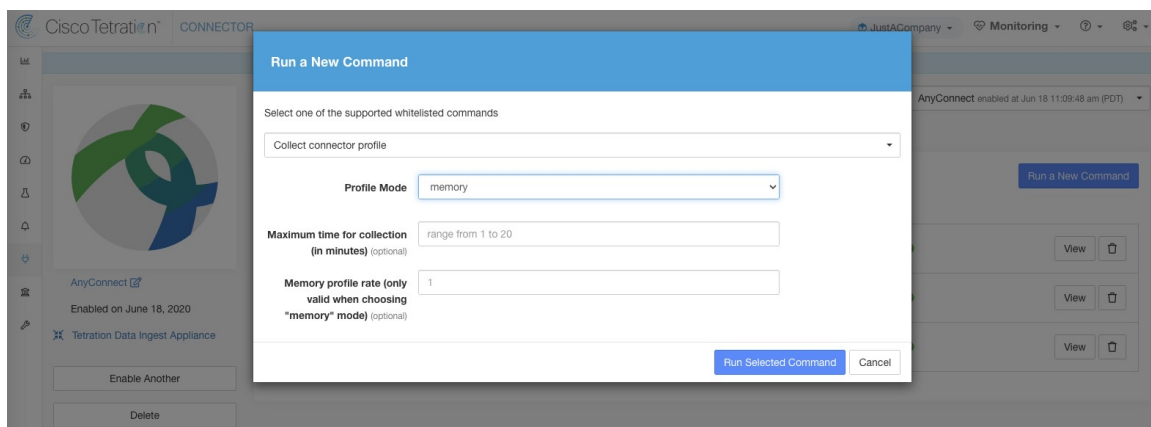 Cisco Tetration™ CONNECTOR
JustACompany
Monitoring
Run a New Command
Select one of the supported whitelisted commands
Collect connector profile
Profile Mode
memory
Maximum time for collection
(in minutes) (optional)
range from 1 to 20
Memory profile rate (only
valid when choosing
"memory" mode) (optional)
1
Run Selected Command
Cancel
AnyConnect enabled at Jun 18 11:09:48 am (PDT)
Run a New Command
View
View
View
AnyConnect
Enabled on June 18, 2020
Tetration Data Ingest Appliance
Enable Another
Delete